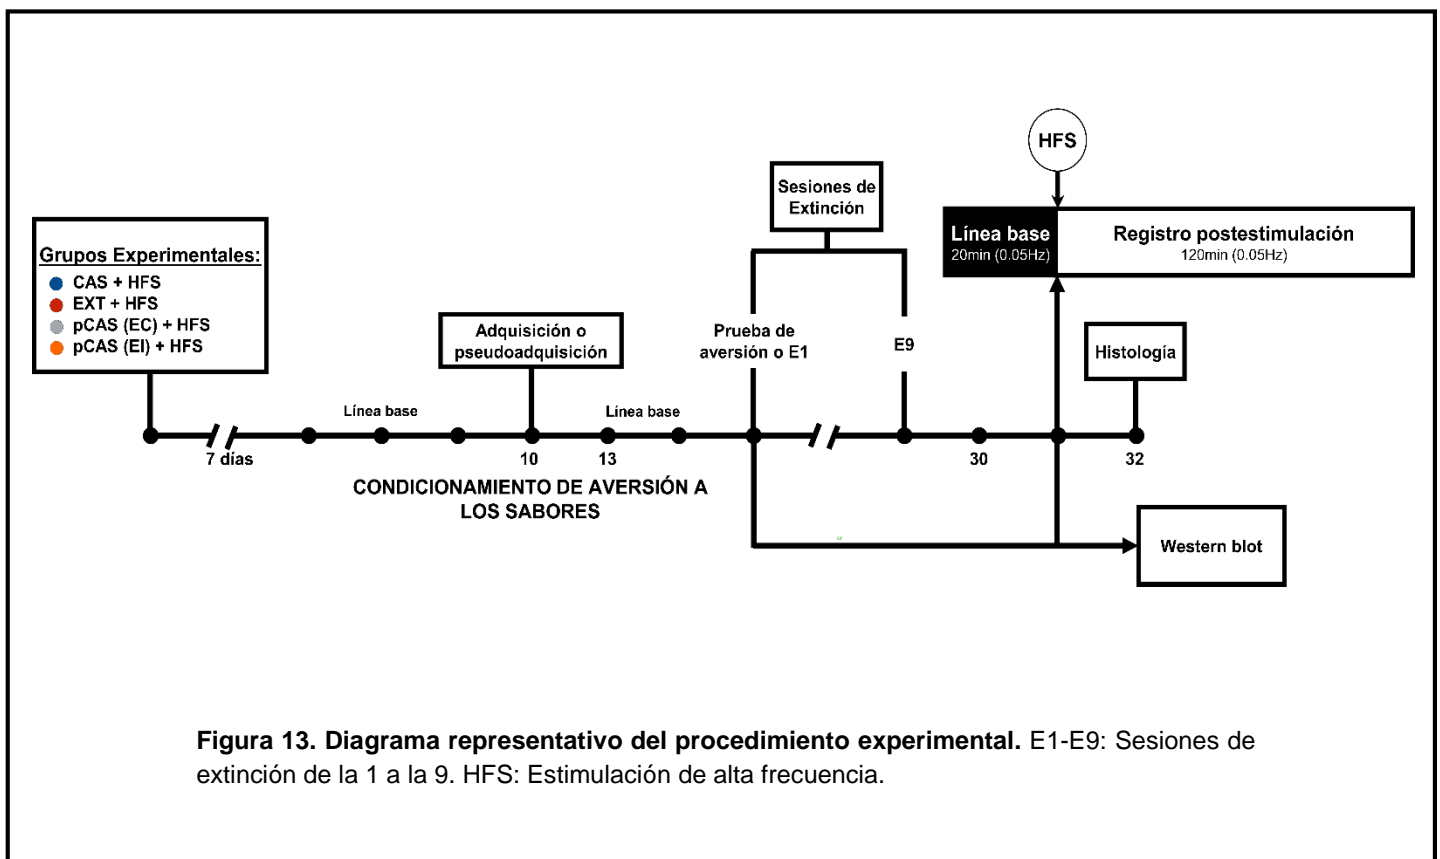 HFS
Sesiones de
Extinción
Línea base
20min (0.05Hz)
Registro postestimulación
120min (0.05Hz)
Grupos Experimentales:
CAS + HFS
EXT + HFS
pCAS (EC) + HFS
pCAS (EI) + HFS
Adquisición o
pseudoadquisición
Prueba de
aversión o E1
E9
Histología
Línea base
Línea base
7 días
10
13
30
32
CONDICIONAMIENTO DE AVERSIÓN A
LOS SABORES
Western blot
Figura 13. Diagrama representativo del procedimiento experimental. E1-E9: Sesiones de
extinción de la 1 a la 9. HFS: Estimulación de alta frecuencia.